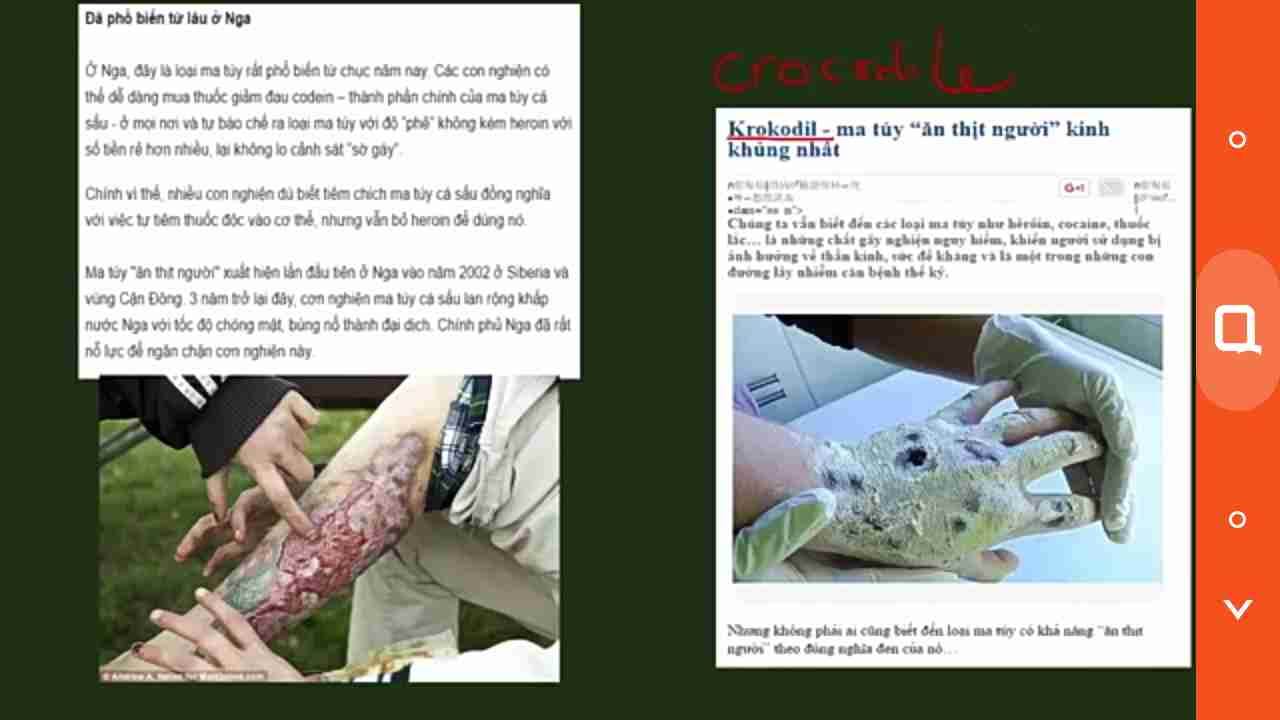 Đã phổ biến từ lâu ở Nga
Ở Nga, đây là loại ma túy rất phổ biến từ chục năm nay. Các con nghiện có
thể dễ dàng mua thuốc giảm đau codein – thành phần chính của ma túy cá
sấu - ở mọi nơi và tự bào chế ra loại ma túy với độ "phê" không kém heroin với
số tiền rẻ hơn nhiều, lại không lo cảnh sát "sờ gáy".
Chính vì thế, nhiều con nghiện dù biết tiêm chích ma túy cá sấu đồng nghĩa
với việc tự tiêm thuốc độc vào cơ thể, nhưng vẫn bỏ heroin để dùng nó.
Ma túy "ăn thịt người" xuất hiện lần đầu tiên ở Nga vào năm 2002 ở Siberia và
vùng Cận Đông. 3 năm trở lại đây, cơn nghiện ma túy cá sấu lan rộng khắp
nước Nga với tốc độ chóng mặt, bùng nổ thành đại dịch. Chính phủ Nga đã rất
nỗ lực để ngăn chặn cơn nghiện này.
crocodile
Krokodil - ma túy “ăn thịt người” kinh
khủng nhất
G+1
Chúng ta vẫn biết đến các loại ma túy như hêrôin, cocaine, thuốc
lắc… là những chất gây nghiện nguy hiểm, khiến người sử dụng bị
ảnh hưởng về thần kinh, sức đề kháng và là một trong những con
đường lây nhiễm căn bệnh thế kỷ.
Nhưng không phải ai cũng biết đến loại ma túy có khả năng “ăn thịt
người” theo đúng nghĩa đen của nó…